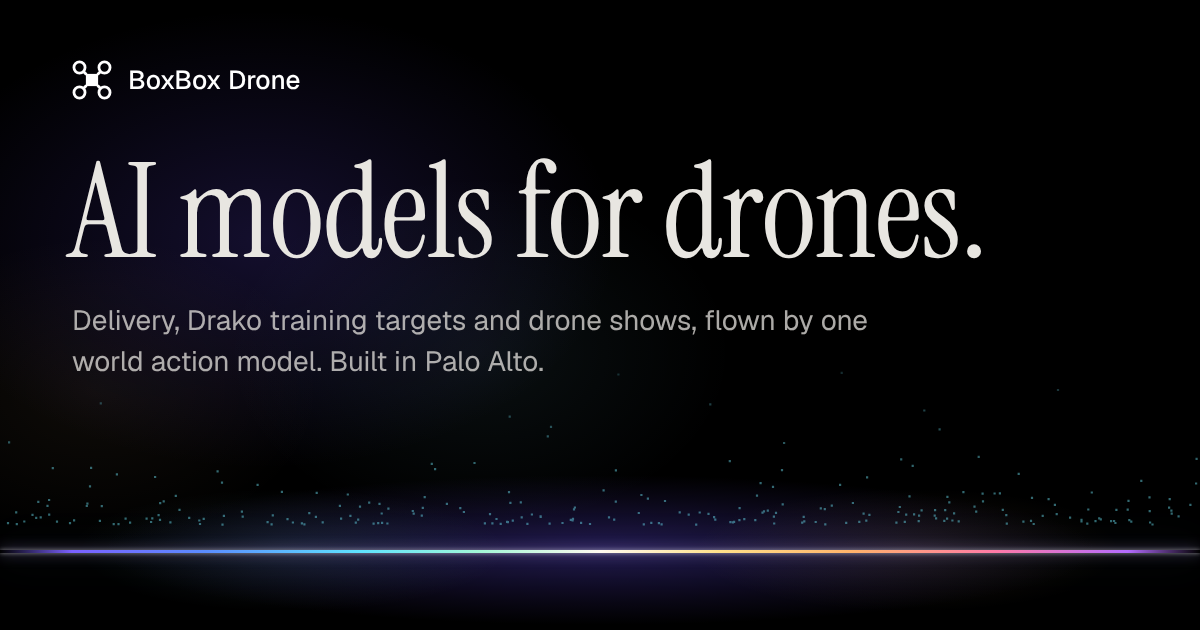 BoxBox Drone
AI models for drones.
Delivery, Drako training targets and drone shows, flown by one
world action model. Built in Palo Alto.